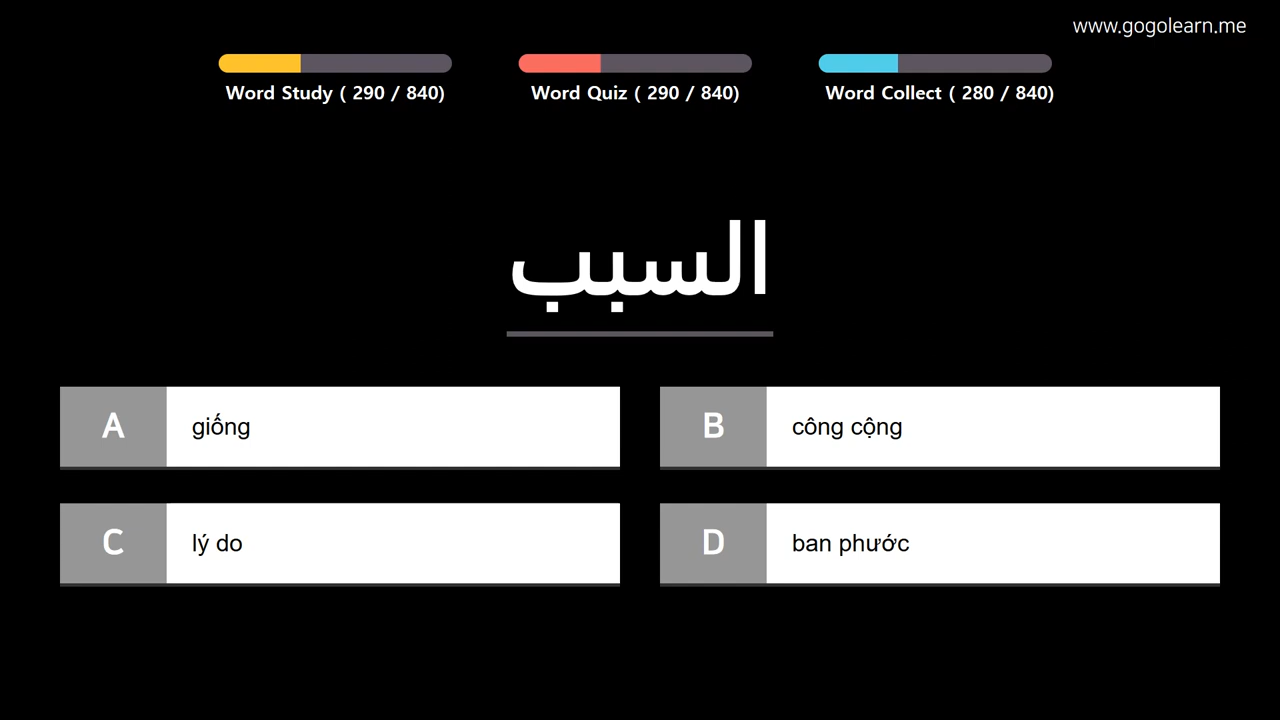 www.gogolearn.me
Word Study ( 290 / 840)
Word Quiz ( 290 / 840)
Word Collect ( 280 / 840)
السبب
A giống
B công cộng
C lý do
D ban phước